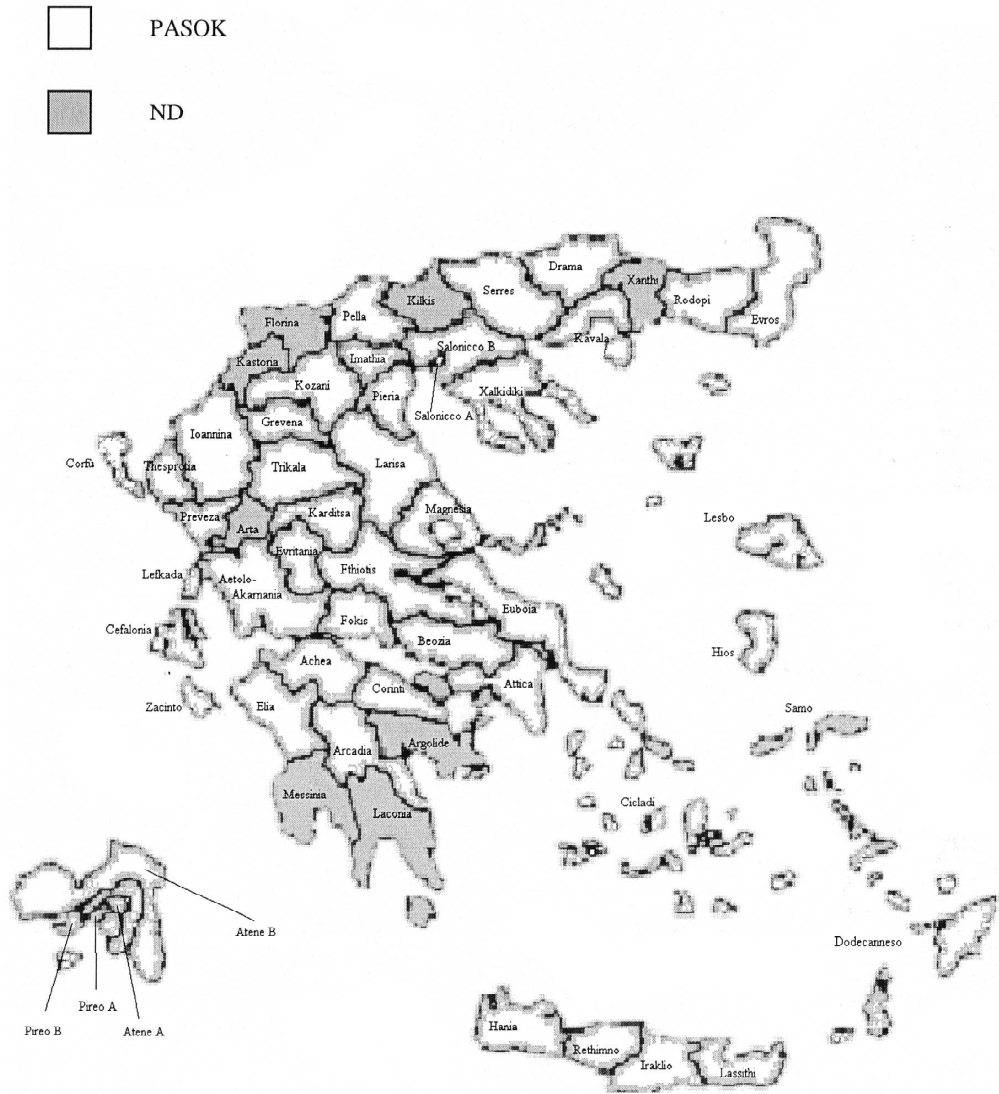 PASOK
ND
Drama
Xanthi
Serres
Kilkis
Rodopi
Pella
Evros
Florina
Kavala
Salonicco B
Imathia
Kastoria
Kozani
Xalkidiki
Pieria
Salonicco A
Grevena
Ioannina
Corfù
Thesprotia
Trikala
Larisa
Magnesia
Karditsa
Preveza
Arta
Lesbo
Evritania
Fthiotis
Lefkada
Aetolo-
Akarnania
Euboia
Fokis
Cefalonia
Beozia
Hios
Achea
Attica
Corinti
Zacinto
Elia
Samo
Argolide
Arcadia
Messinia
Cicladi
Laconia
Atene B
Dodecanneso
Pireo A
Pireo B
Atene A
Hania
Rethimno
Iraklio
Lassithi